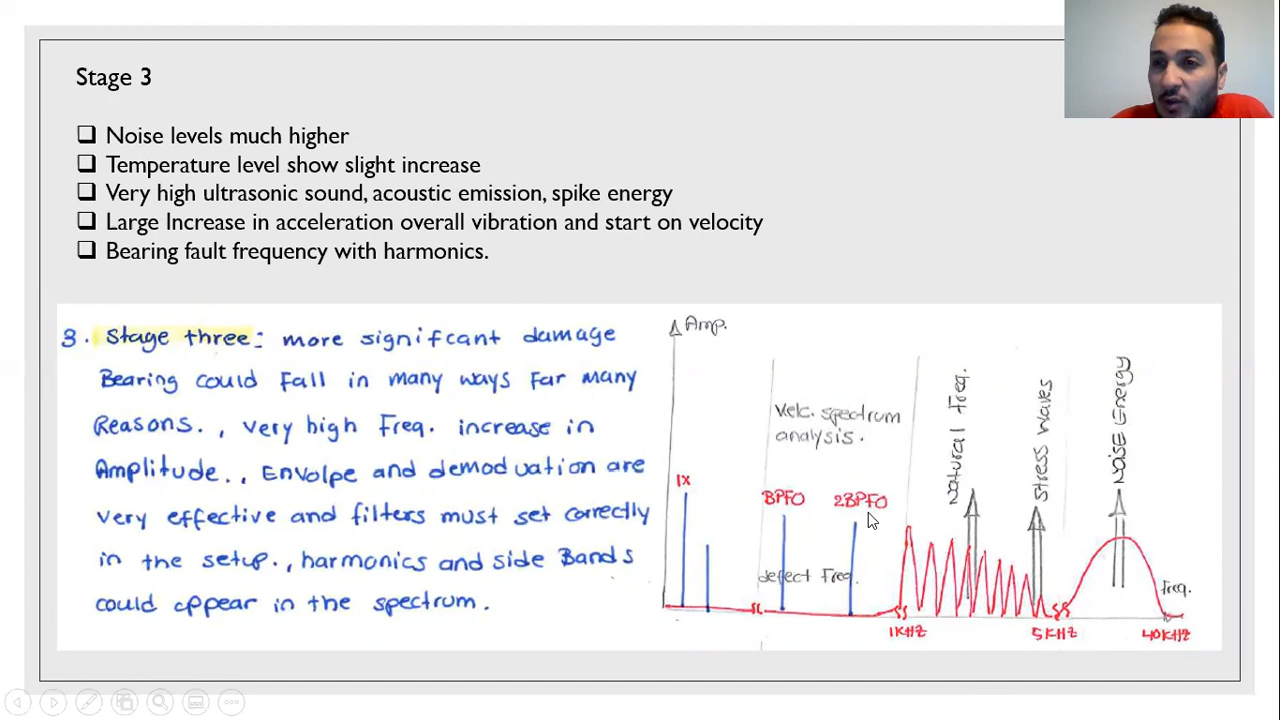 Stage 3
Noise levels much higher
Temperature level show slight increase
Very high ultrasonic sound, acoustic emission, spike energy
Large Increase in acceleration overall vibration and start on velocity
Bearing fault frequency with harmonics.
3. Stage three: more significant damage
Bearing could Fall in many ways For many
Reasons., very high Freq. increase in
Amplitude., Envolpe and demoduation are
very effective and filters must set correctly
in the setup., harmonics and side Bands
could appear in the spectrum.
Amp.
Velc. spectrum
analysis.
1X
BPFO
2BPFO
defect Freq.
Natural Freq.
Stress Waves
Noise Energy
Freq.
1KHZ
5KHZ
40KHZ